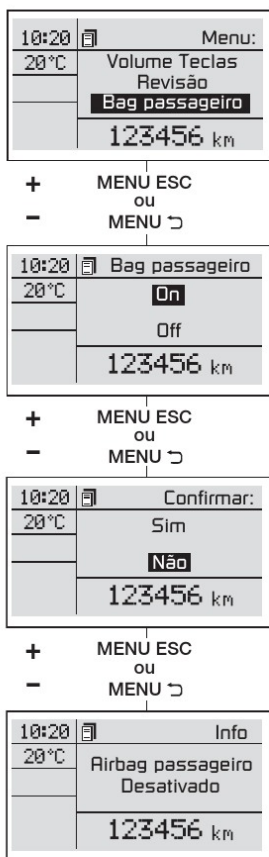 10:20 Menu:
20°C Volume Teclas
Revisão
Bag passageiro
123456 km
+ MENU ESC
ou
- MENU ⮌
10:20 Bag passageiro
20°C On
Off
123456 km
+ MENU ESC
ou
- MENU ⮌
10:20 Confirmar:
20°C Sim
Não
123456 km
+ MENU ESC
ou
- MENU ⮌
10:20 Info
20°C Airbag passageiro
Desativado
123456 km